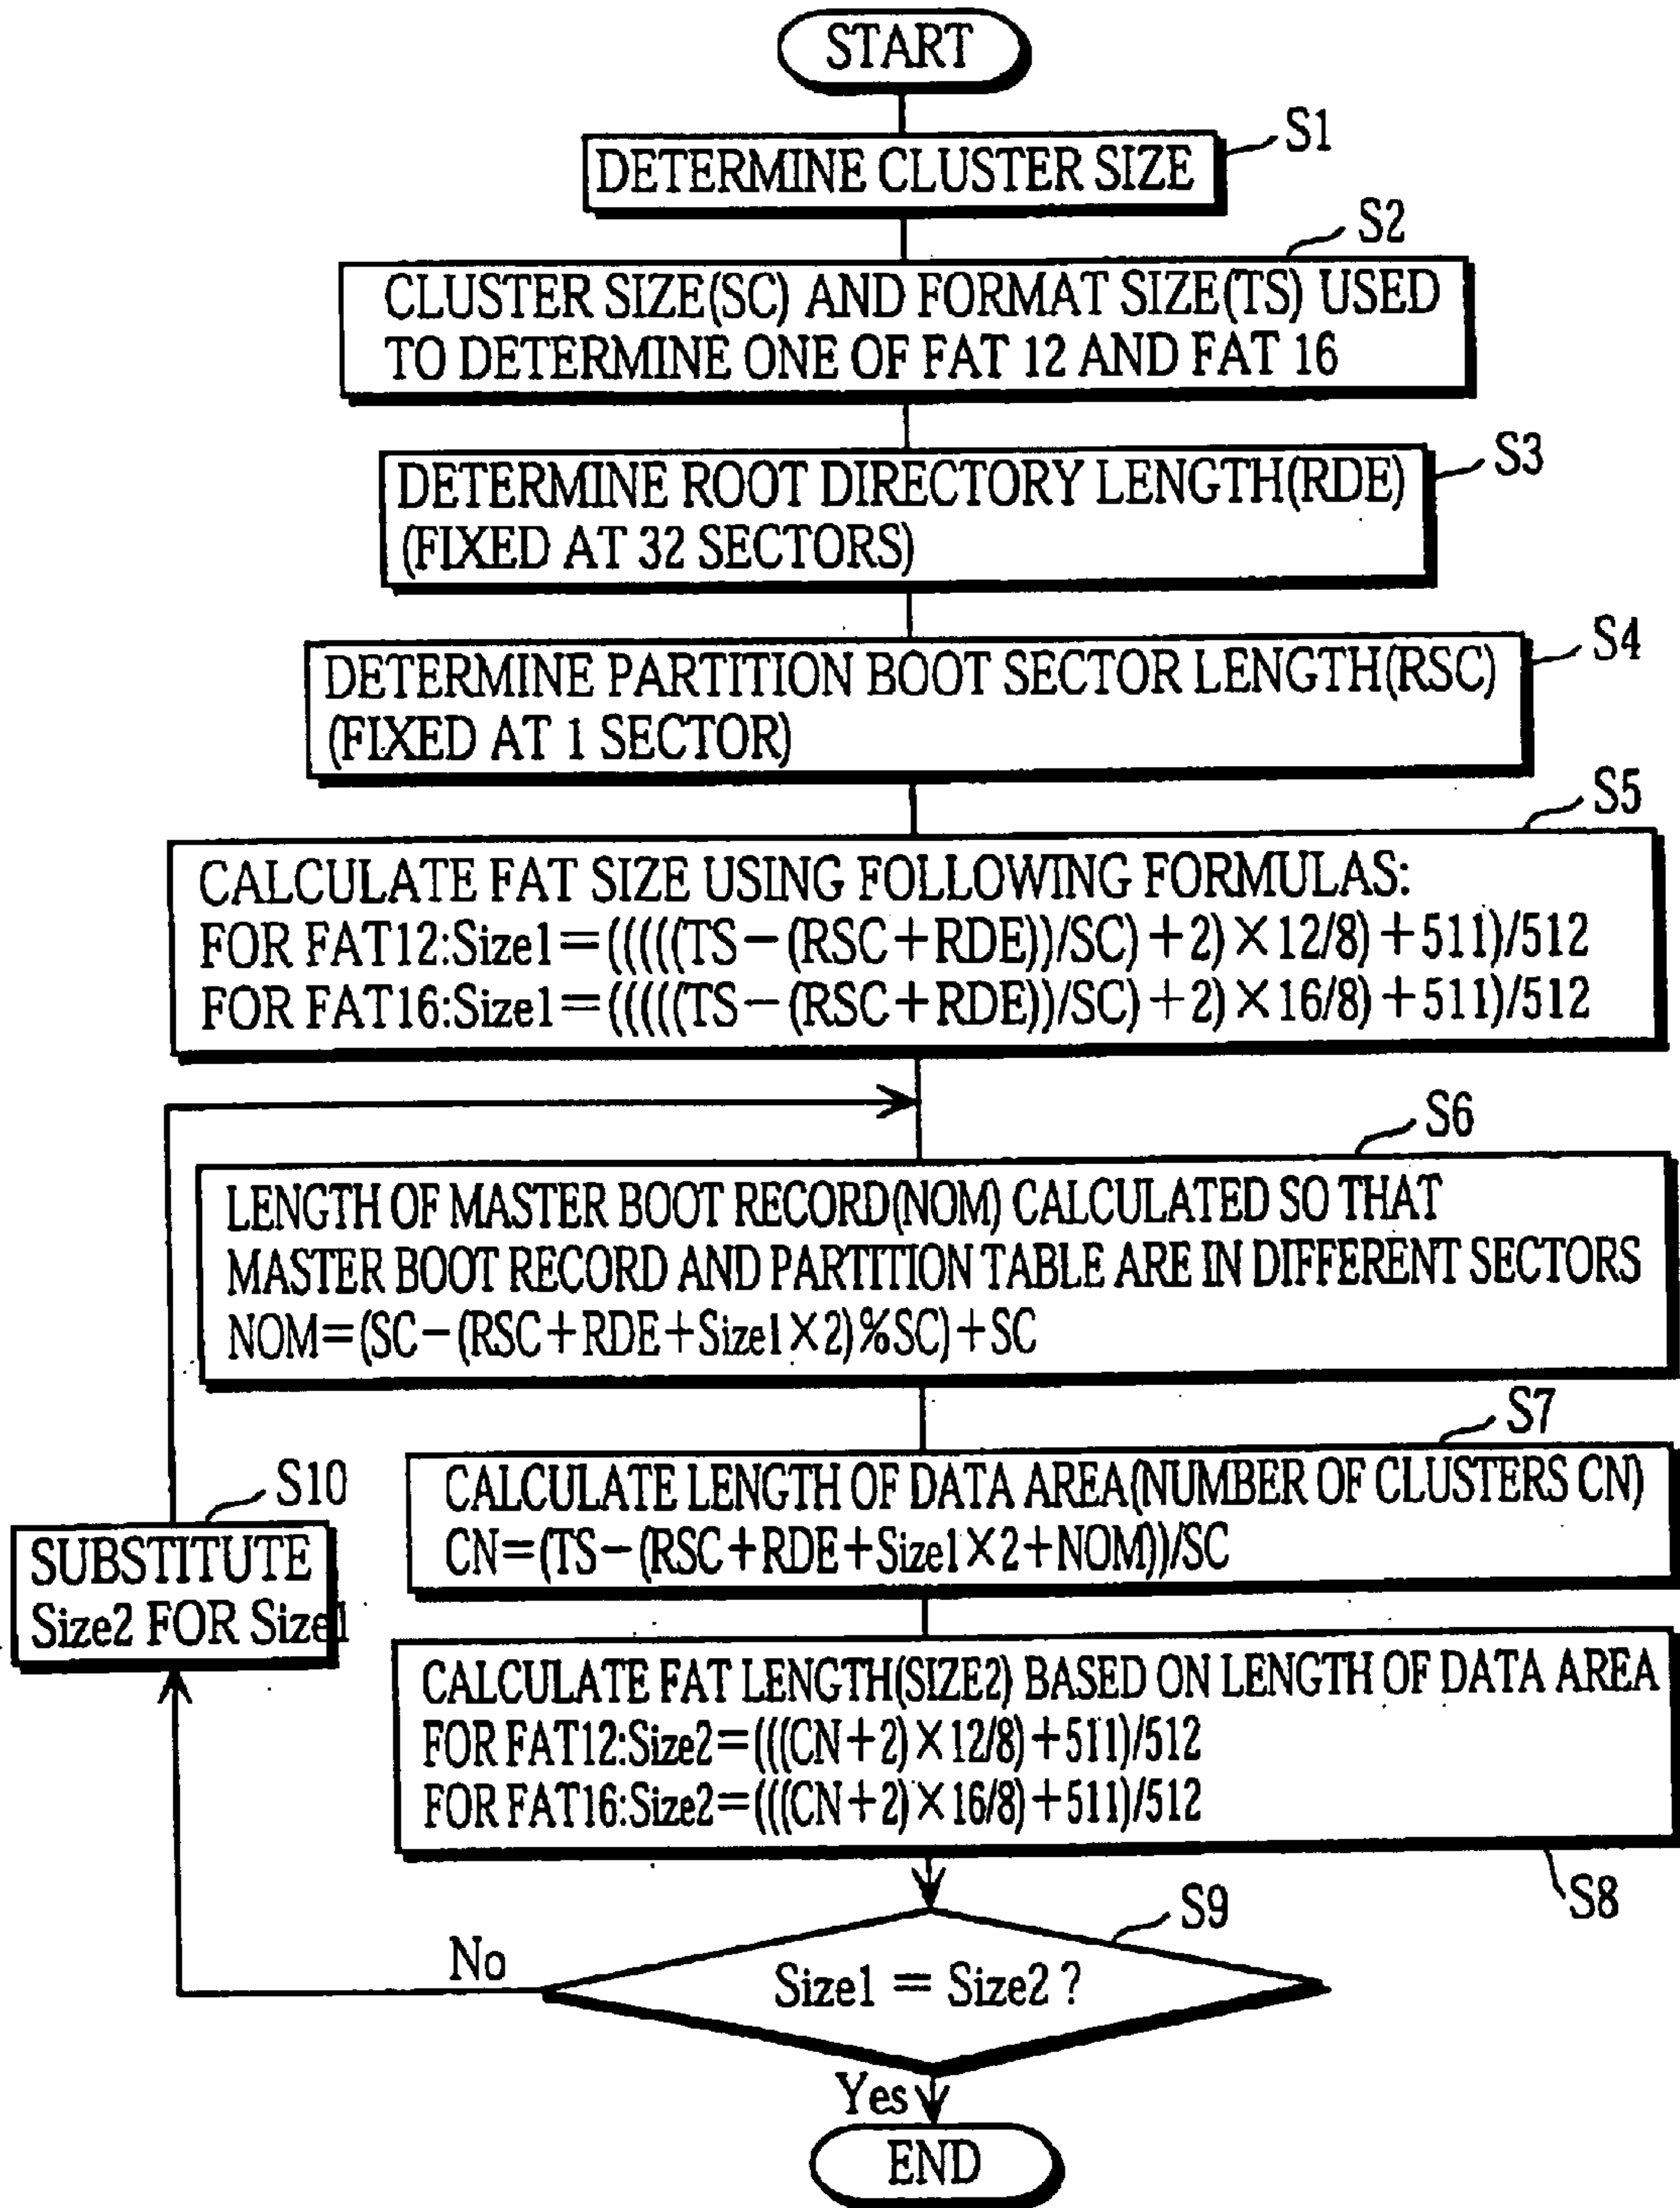 START
S1
DETERMINE CLUSTER SIZE
S2
CLUSTER SIZE(SC) AND FORMAT SIZE(TS) USED
TO DETERMINE ONE OF FAT 12 AND FAT 16
S3
DETERMINE ROOT DIRECTORY LENGTH(RDE)
(FIXED AT 32 SECTORS)
S4
DETERMINE PARTITION BOOT SECTOR LENGTH(RSC)
(FIXED AT 1 SECTOR)
S5
CALCULATE FAT SIZE USING FOLLOWING FORMULAS:
FOR FAT12:Size1=(((((TS-(RSC+RDE))/SC)+2)×12/8)+511)/512
FOR FAT16:Size1=(((((TS-(RSC+RDE))/SC)+2)×16/8)+511)/512
S6
LENGTH OF MASTER BOOT RECORD(NOM) CALCULATED SO THAT
MASTER BOOT RECORD AND PARTITION TABLE ARE IN DIFFERENT SECTORS
NOM=(SC-(RSC+RDE+Size1×2)%SC)+SC
S7
CALCULATE LENGTH OF DATA AREA(NUMBER OF CLUSTERS CN)
CN=(TS-(RSC+RDE+Size1×2+NOM))/SC
S10
SUBSTITUTE
Size2 FOR Size1
CALCULATE FAT LENGTH(SIZE2) BASED ON LENGTH OF DATA AREA
FOR FAT12:Size2=(((CN+2)×12/8)+511)/512
FOR FAT16:Size2=(((CN+2)×16/8)+511)/512
S8
S9
No
Size1 = Size2 ?
Yes
END